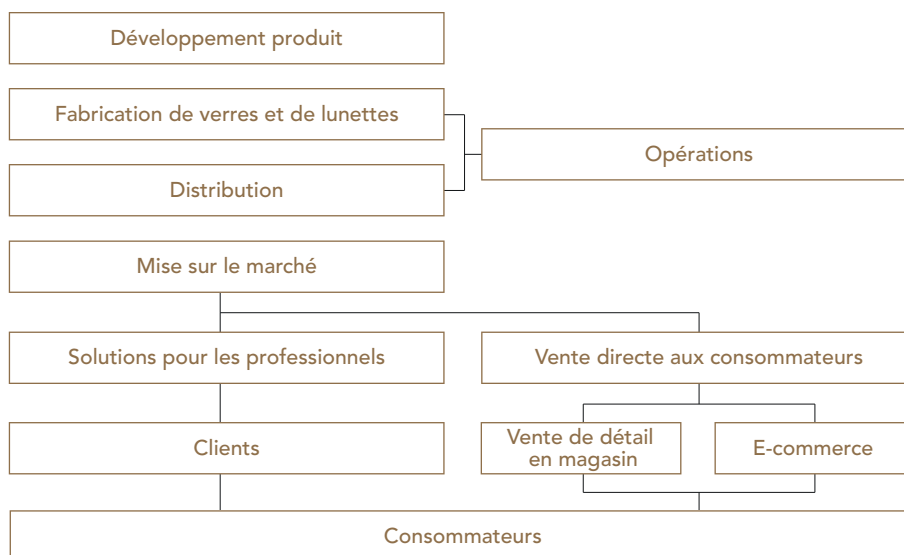 Développement produit
Fabrication de verres et de lunettes
Opérations
Distribution
Mise sur le marché
Solutions pour les professionnels
Vente directe aux consommateurs
Clients
Vente de détail
en magasin
E-commerce
Consommateurs